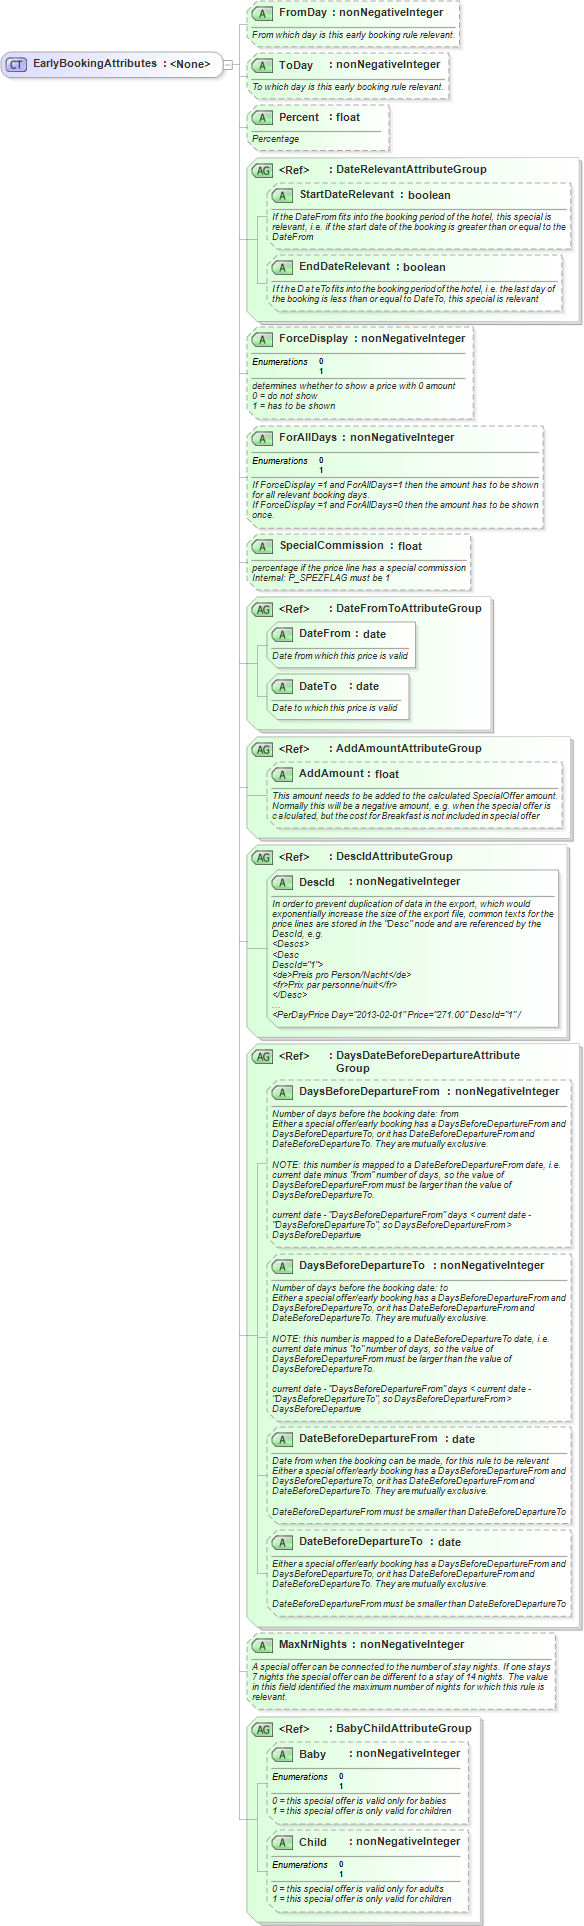 A FromDay : nonNegativeInteger
From which day is this early booking rule relevant.
CT EarlyBookingAttributes : <None>
A ToDay : nonNegativeInteger
To which day is this early booking rule relevant.
A Percent : float
Percentage
AG <Ref> : DateRelevantAttributeGroup
A StartDateRelevant : boolean
If the DateFrom fits into the booking period of the hotel, this special is
relevant, i.e. if the start date of the booking is greater than or equal to the
DateFrom
A EndDateRelevant : boolean
If the DateTo fits into the booking period of the hotel, i.e. the last day of
the booking is less than or equal to DateTo, this special is relevant
A ForceDisplay : nonNegativeInteger
Enumerations 0
1
determines whether to show a price with 0 amount
0 = do not show
1 = has to be shown
A ForAllDays : nonNegativeInteger
Enumerations 0
1
If ForceDisplay =1 and ForAllDays=1 then the amount has to be shown
for all relevant booking days.
If ForceDisplay =1 and ForAllDays=0 then the amount has to be shown
once.
A SpecialCommission : float
percentage if the price line has a special commission
Internal: P_SPEZFLAG must be 1
AG <Ref> : DateFromToAttributeGroup
A DateFrom : date
Date from which this price is valid
A DateTo : date
Date to which this price is valid
AG <Ref> : AddAmountAttributeGroup
A AddAmount : float
This amount needs to be added to the calculated SpecialOffer amount.
Normally this will be a negative amount, e.g. when the special offer is
calculated, but the cost for Breakfast is not included in special offer
AG <Ref> : DescIdAttributeGroup
A DescId : nonNegativeInteger
In order to prevent duplication of data in the export, which would
exponentially increase the size of the export file, common texts for the
price lines are stored in the "Desc" node and are referenced by the
DescId, e.g.
<Descs>
<Desc
DescId="1">
<de>Preis pro Person/Nacht</de>
<fr>Prix par personne/nuit</fr>
</Desc>
...
<PerDayPrice Day="2013-02-01" Price="271.00" DescId="1" /
AG <Ref> : DaysDateBeforeDepartureAttribute
Group
A DaysBeforeDepartureFrom : nonNegativeInteger
Number of days before the booking date: from
Either a special offer/early booking has a DaysBeforeDepartureFrom and
DaysBeforeDepartureTo, or it has DateBeforeDepartureFrom and
DateBeforeDepartureTo. They are mutually exclusive.
NOTE: this number is mapped to a DateBeforeDepartureFrom date, i.e.
current date minus "from" number of days, so the value of
DaysBeforeDepartureFrom must be larger than the value of
DaysBeforeDepartureTo.
current date - "DaysBeforeDepartureFrom" days < current date -
"DaysBeforeDepartureTo", so DaysBeforeDepartureFrom >
DaysBeforeDeparture
A DaysBeforeDepartureTo : nonNegativeInteger
Number of days before the booking date: to
Either a special offer/early booking has a DaysBeforeDepartureFrom and
DaysBeforeDepartureTo, or it has DateBeforeDepartureFrom and
DateBeforeDepartureTo. They are mutually exclusive.
NOTE: this number is mapped to a DateBeforeDepartureTo date, i.e.
current date minus "to" number of days, so the value of
DaysBeforeDepartureFrom must be larger than the value of
DaysBeforeDepartureTo.
current date - "DaysBeforeDepartureFrom" days < current date -
"DaysBeforeDepartureTo", so DaysBeforeDepartureFrom >
DaysBeforeDeparture
A DateBeforeDepartureFrom : date
Date from when the booking can be made, for this rule to be relevant
Either a special offer/early booking has a DaysBeforeDepartureFrom and
DaysBeforeDepartureTo, or it has DateBeforeDepartureFrom and
DateBeforeDepartureTo. They are mutually exclusive.
DateBeforeDepartureFrom must be smaller than DateBeforeDepartureTo
A DateBeforeDepartureTo : date
Either a special offer/early booking has a DaysBeforeDepartureFrom and
DaysBeforeDepartureTo, or it has DateBeforeDepartureFrom and
DateBeforeDepartureTo. They are mutually exclusive.
DateBeforeDepartureFrom must be smaller than DateBeforeDepartureTo
A MaxNrNights : nonNegativeInteger
A special offer can be connected to the number of stay nights. If one stays
7 nights the special offer can be different to a stay of 14 nights. The value
in this field identified the maximum number of nights for which this rule is
relevant.
AG <Ref> : BabyChildAttributeGroup
A Baby : nonNegativeInteger
Enumerations 0
1
0 = this special offer is valid only for babies
1 = this special offer is only valid for children
A Child : nonNegativeInteger
Enumerations 0
1
0 = this special offer is valid only for adults
1 = this special offer is only valid for children